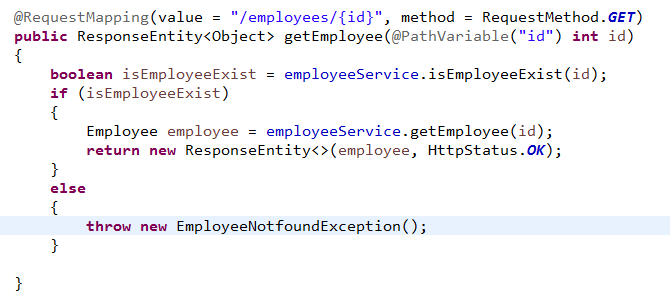 @RequestMapping(value = "/employees/{id}", method = RequestMethod.GET)
public ResponseEntity<Object> getEmployee(@PathVariable("id") int id)
{
    boolean isEmployeeExist = employeeService.isEmployeeExist(id);
    if (isEmployeeExist)
    {
        Employee employee = employeeService.getEmployee(id);
        return new ResponseEntity<>(employee, HttpStatus.OK);
    }
    else
    {
        throw new EmployeeNotfoundException();
    }
}